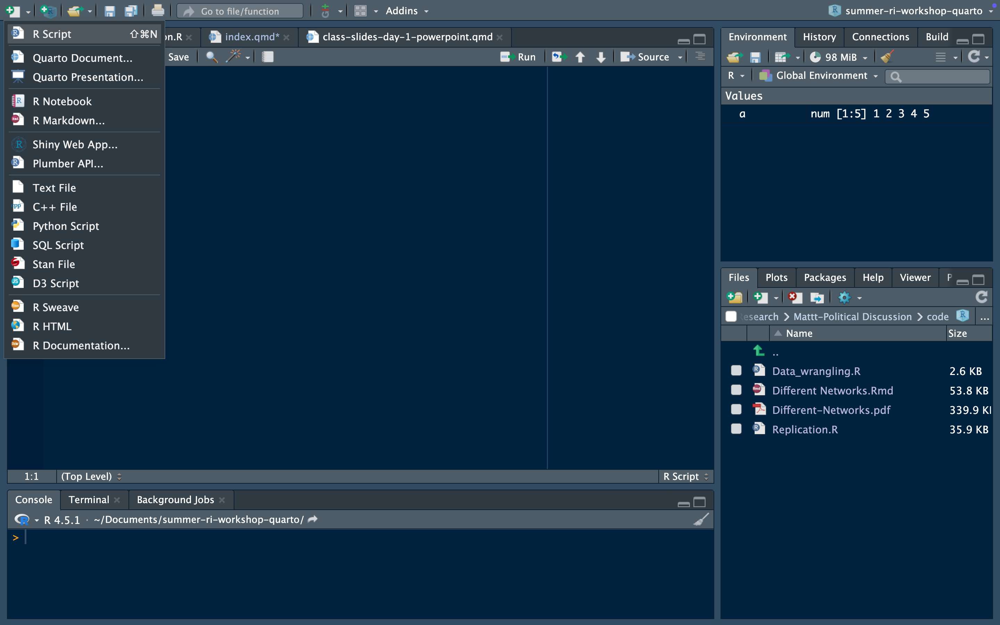 Go to file/function
Addins
summer-ri-workshop-quarto
R Script ⇧⌘N
Quarto Document...
Quarto Presentation...
R Notebook
R Markdown...
Shiny Web App...
Plumber API...
Text File
C++ File
Python Script
SQL Script
Stan File
D3 Script
R Sweave
R HTML
R Documentation...
on.R
index.qmd*
class-slides-day-1-powerpoint.qmd
Save
Run
Source
1:1
(Top Level)
R Script
Console
Terminal
Background Jobs
R 4.5.1 · ~/Documents/summer-ri-workshop-quarto/
>
Environment
History
Connections
Build
98 MiB
R
Global Environment
Values
a num [1:5] 1 2 3 4 5
Files
Plots
Packages
Help
Viewer
P
esearch > Mattt-Political Discussion > code ...
Name
Size
..
Data_wrangling.R 2.6 KB
Different Networks.Rmd 53.8 KB
Different-Networks.pdf 339.9 K
Replication.R 35.9 KB